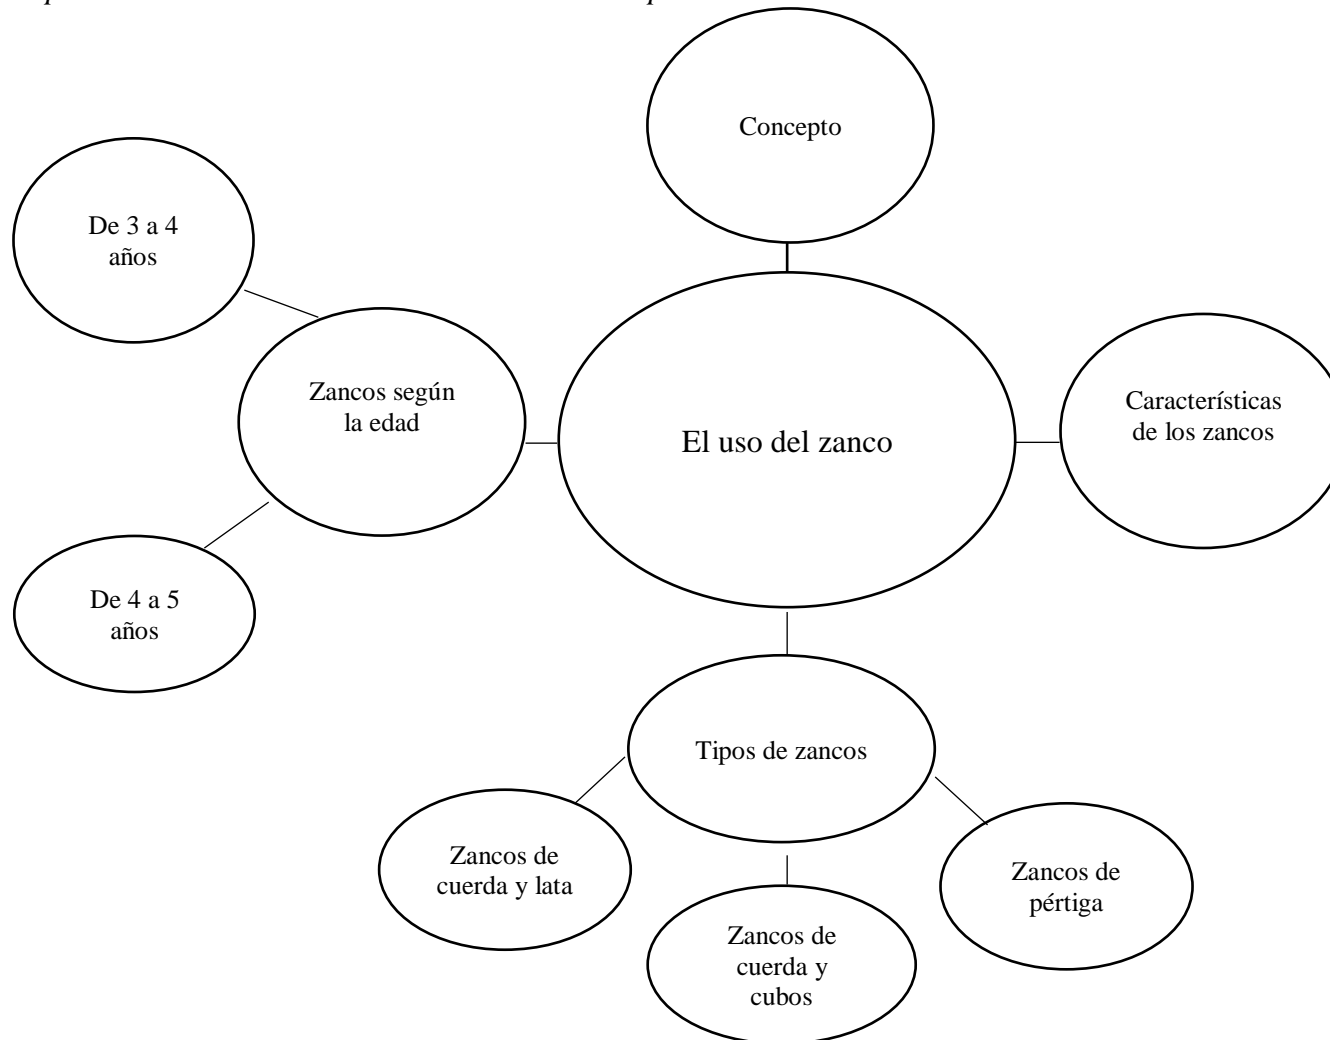 Concepto
De 3 a 4
años
Zancos según
la edad
El uso del zanco
Características
de los zancos
De 4 a 5
años
Tipos de zancos
Zancos de
cuerda y lata
Zancos de
cuerda y
cubos
Zancos de
pértiga